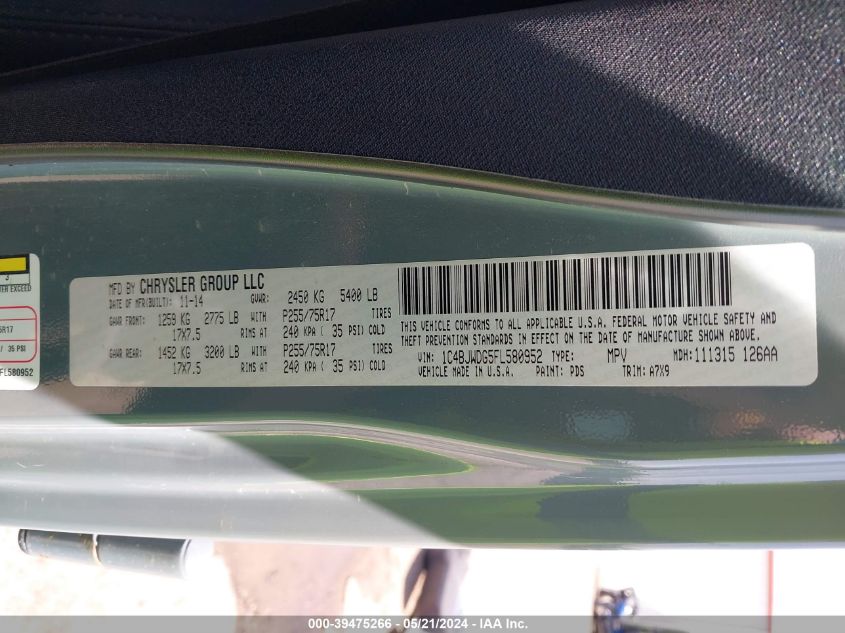 MFD BY CHRYSLER GROUP LLC
DATE OF MFR(BUILT): 11-14 GVWR: 2450 KG 5400 LB
GAWR FRONT: 1259 KG 2775 LB WITH P255/75R17 TIRES
17X7.5 RIMS AT 240 KPA ( 35 PSI) COLD
GAWR REAR: 1452 KG 3200 LB WITH P255/75R17 TIRES
17X7.5 RIMS AT 240 KPA ( 35 PSI) COLD
THIS VEHICLE CONFORMS TO ALL APPLICABLE U.S.A. FEDERAL MOTOR VEHICLE SAFETY AND
THEFT PREVENTION STANDARDS IN EFFECT ON THE DATE OF MANUFACTURE SHOWN ABOVE.
VIN: 1C4BJWDG5FL580952 TYPE: MPV MDH: 111315 126AA
VEHICLE MADE IN U.S.A. PAINT: PDS TRIM: A7X9
3
EXCEED
5R17
/ 35 PSI
FL580952
000-39475266 - 05/21/2024 - IAA Inc.